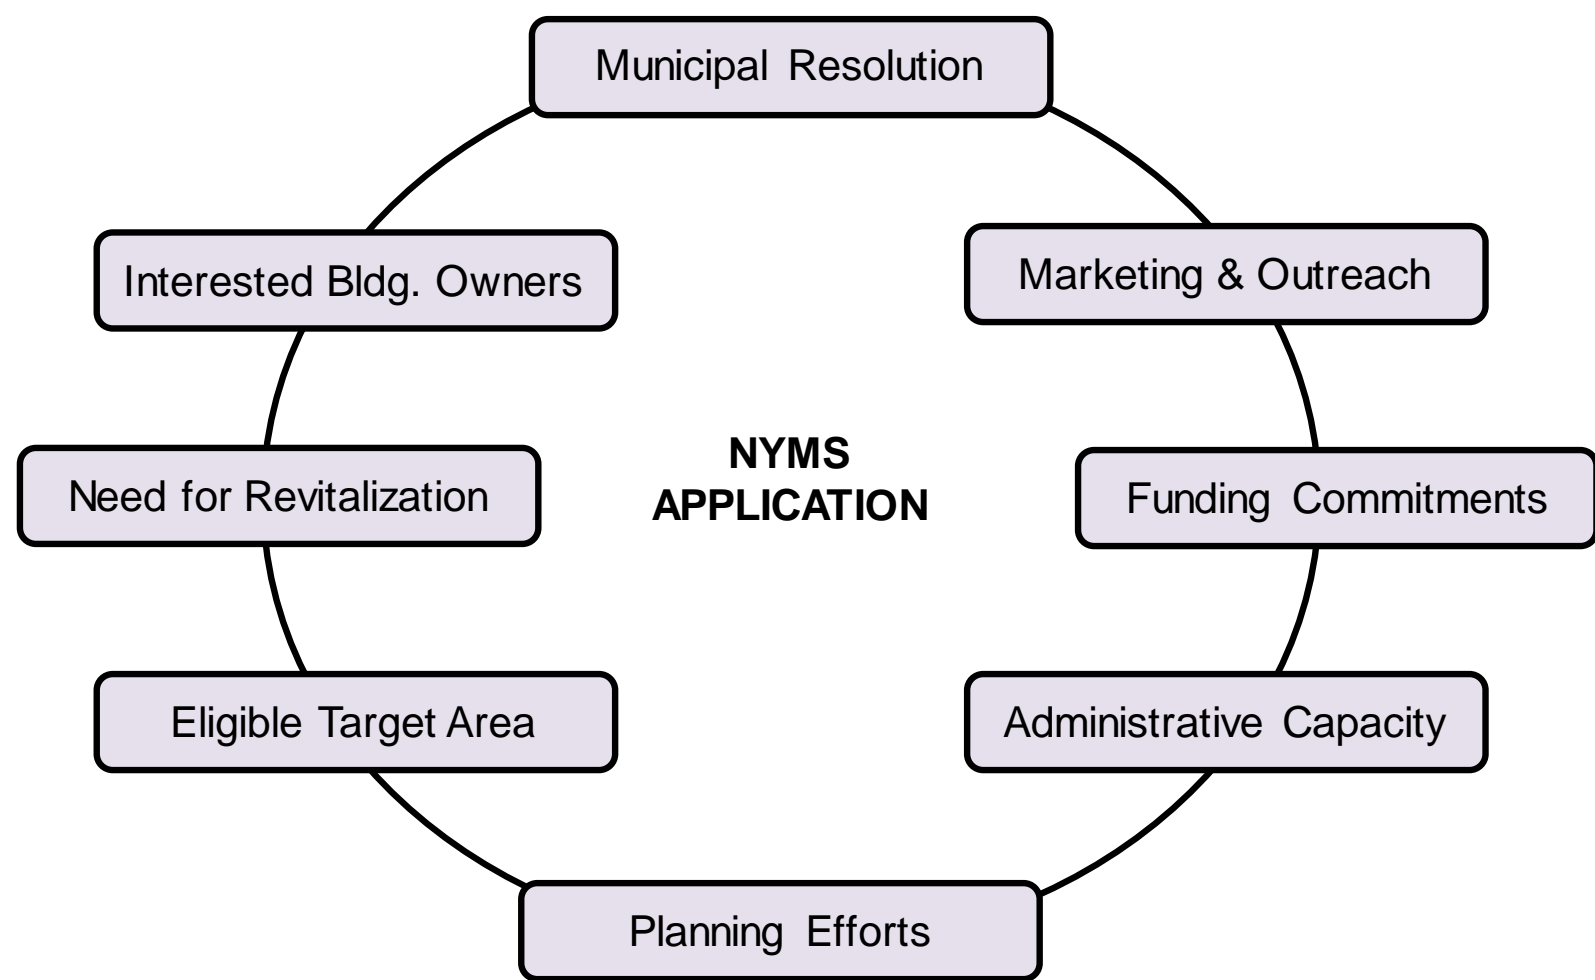 Municipal Resolution
Interested Bldg. Owners
Marketing & Outreach
NYMS
APPLICATION
Need for Revitalization
Funding Commitments
Eligible Target Area
Administrative Capacity
Planning Efforts